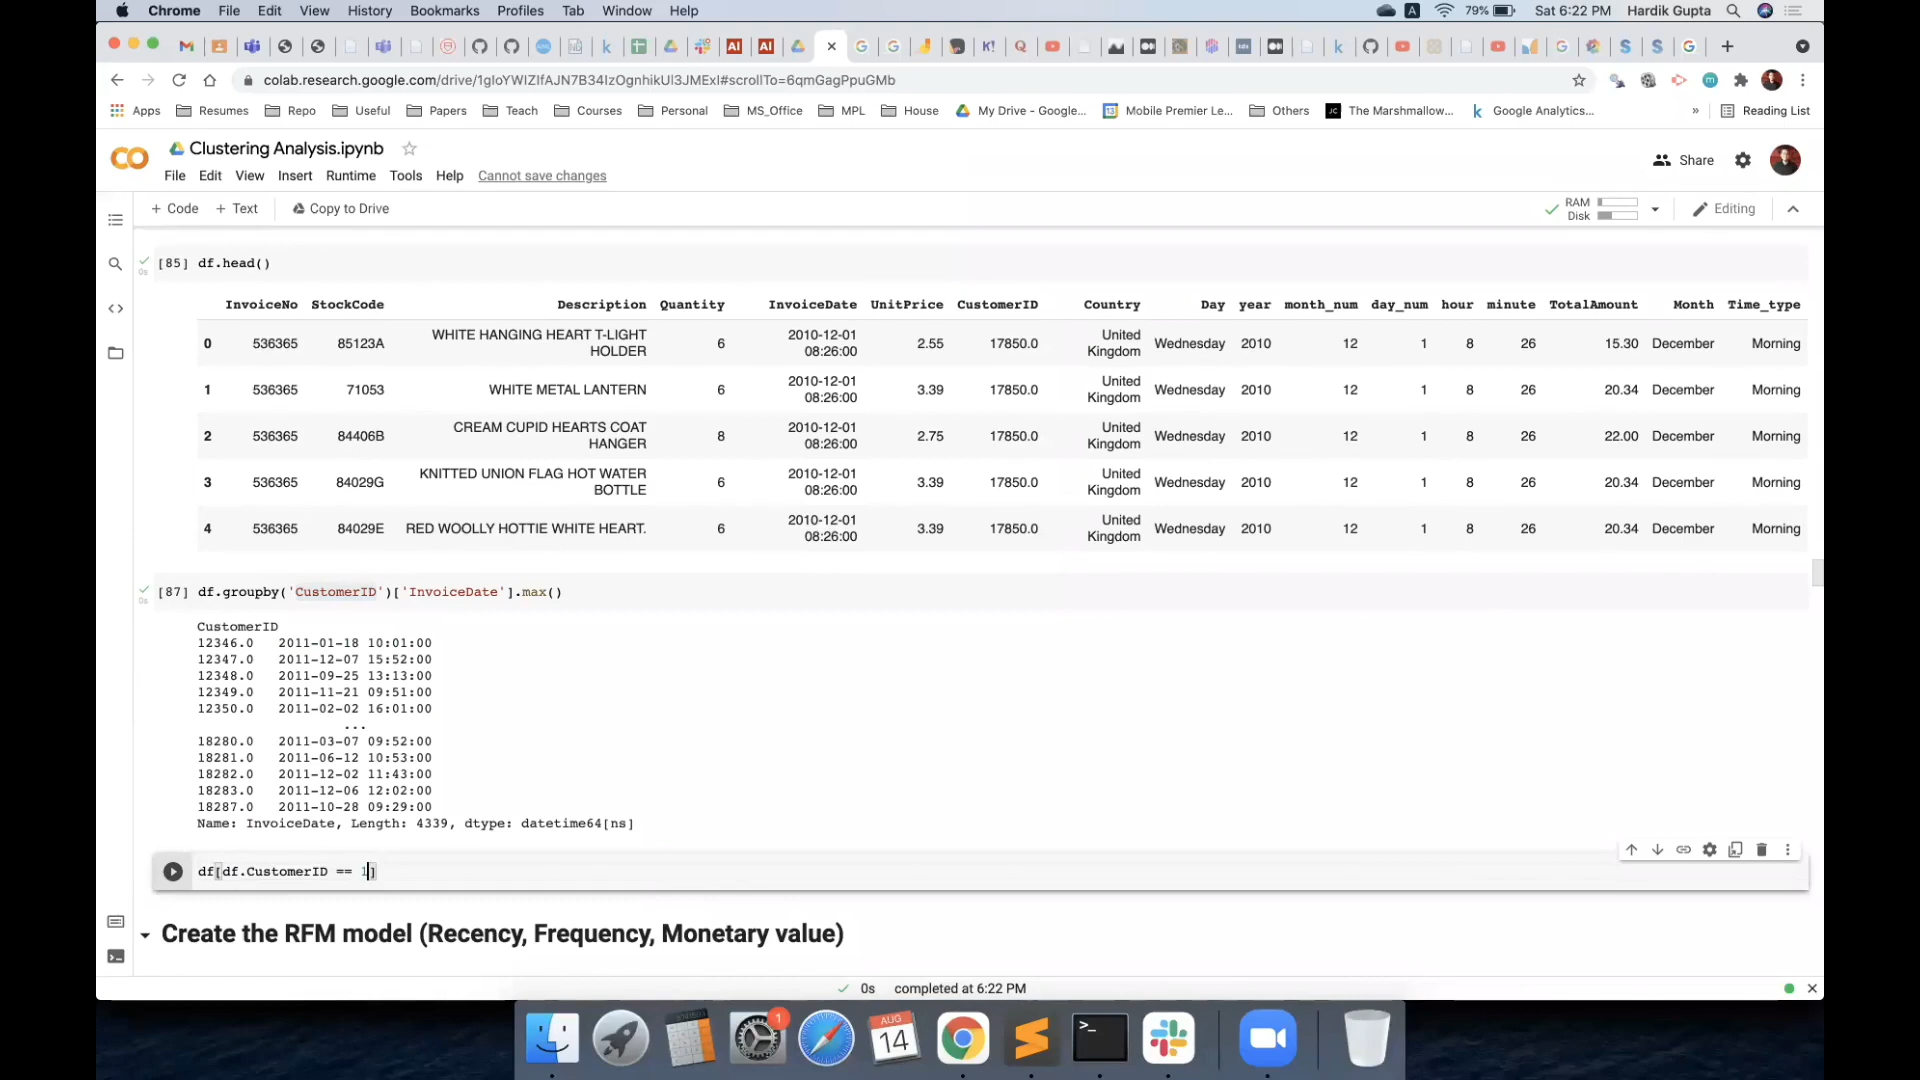 Chrome File Edit View History Bookmarks Profiles Tab Window Help 79% Sat 6:22 PM Hardik Gupta
colab.research.google.com/drive/1gIoYWIZIfAJN7B34IzOgnhikUI3JMExI#scrollTo=6qmGagPpuGMb
Apps Resumes Repo Useful Papers Teach Courses Personal MS_Office MPL House My Drive - Google... Mobile Premier Le... Others The Marshmallow... Google Analytics... » Reading List
CO Clustering Analysis.ipynb
File Edit View Insert Runtime Tools Help Cannot save changes
Share
+ Code + Text Copy to Drive
RAM
Disk
Editing
[85] df.head()
0s
InvoiceNo StockCode Description Quantity InvoiceDate UnitPrice CustomerID Country Day year month_num day_num hour minute TotalAmount Month Time_type
0 536365 85123A WHITE HANGING HEART T-LIGHT HOLDER 6 2010-12-01 08:26:00 2.55 17850.0 United Kingdom Wednesday 2010 12 1 8 26 15.30 December Morning
1 536365 71053 WHITE METAL LANTERN 6 2010-12-01 08:26:00 3.39 17850.0 United Kingdom Wednesday 2010 12 1 8 26 20.34 December Morning
2 536365 84406B CREAM CUPID HEARTS COAT HANGER 8 2010-12-01 08:26:00 2.75 17850.0 United Kingdom Wednesday 2010 12 1 8 26 22.00 December Morning
3 536365 84029G KNITTED UNION FLAG HOT WATER BOTTLE 6 2010-12-01 08:26:00 3.39 17850.0 United Kingdom Wednesday 2010 12 1 8 26 20.34 December Morning
4 536365 84029E RED WOOLLY HOTTIE WHITE HEART. 6 2010-12-01 08:26:00 3.39 17850.0 United Kingdom Wednesday 2010 12 1 8 26 20.34 December Morning
[87] df.groupby('CustomerID')['InvoiceDate'].max()
0s
CustomerID
12346.0 2011-01-18 10:01:00
12347.0 2011-12-07 15:52:00
12348.0 2011-09-25 13:13:00
12349.0 2011-11-21 09:51:00
12350.0 2011-02-02 16:01:00
...
18280.0 2011-03-07 09:52:00
18281.0 2011-06-12 10:53:00
18282.0 2011-12-02 11:43:00
18283.0 2011-12-06 12:02:00
18287.0 2011-10-28 09:29:00
Name: InvoiceDate, Length: 4339, dtype: datetime64[ns]
df[df.CustomerID == 1]
Create the RFM model (Recency, Frequency, Monetary value)
0s completed at 6:22 PM
1
AUG
14